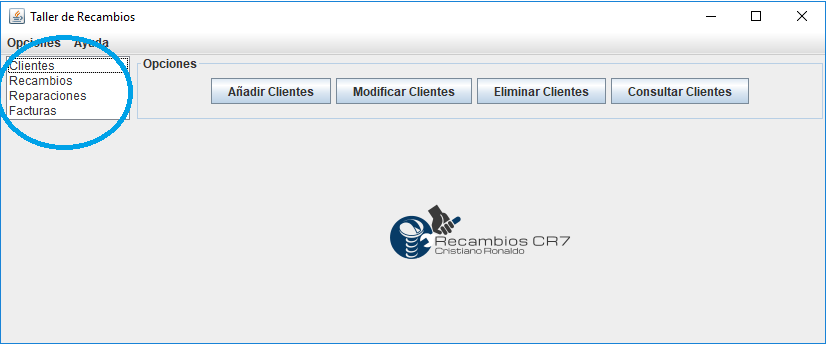 Taller de Recambios
Opciones Ayuda
Clientes
Recambios
Reparaciones
Facturas
Opciones
Añadir Clientes Modificar Clientes Eliminar Clientes Consultar Clientes
Recambios CR7
Cristiano Ronaldo